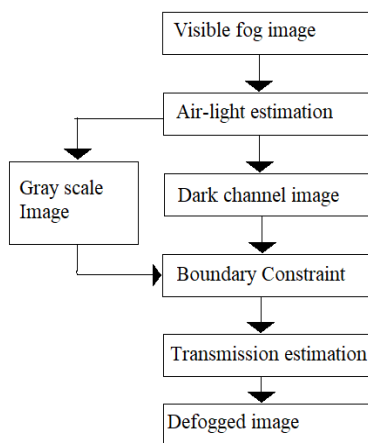 Visible fog image
Air-light estimation
Gray scale
Image
Dark channel image
Boundary Constraint
Transmission estimation
Defogged image